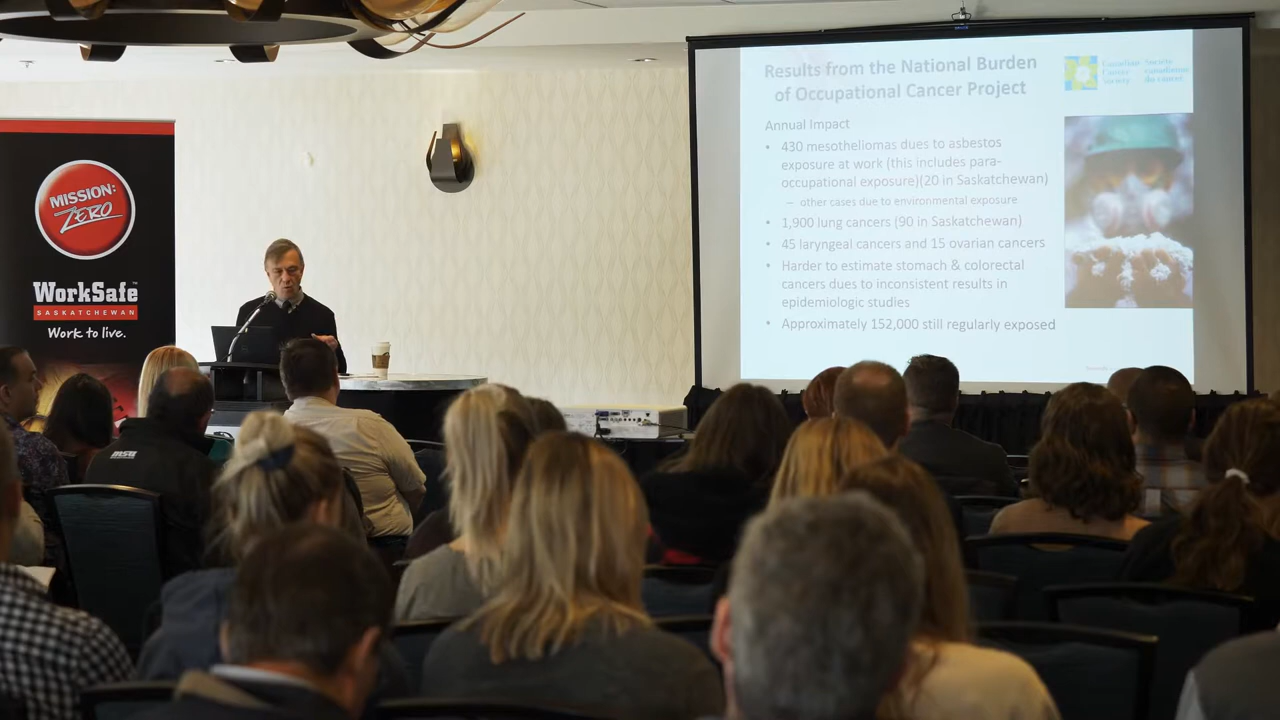 MISSION:
ZERO
WorkSafe™
SASKATCHEWAN
Work to live.
Results from the National Burden
of Occupational Cancer Project
Canadian Société
Cancer canadienne
Society du cancer
Annual Impact
• 430 mesotheliomas dues to asbestos
exposure at work (this includes para-
occupational exposure)(20 in Saskatchewan)
– other cases due to environmental exposure
• 1,900 lung cancers (90 in Saskatchewan)
• 45 laryngeal cancers and 15 ovarian cancers
• Harder to estimate stomach & colorectal
cancers due to inconsistent results in
epidemiologic studies
• Approximately 152,000 still regularly exposed